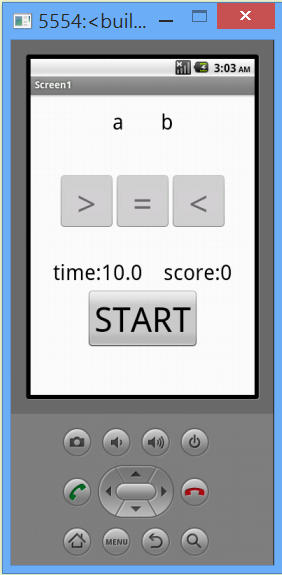 5554:<buil...
3:03 AM
Screen1
a b
> = <
time:10.0 score:0
START
MENU